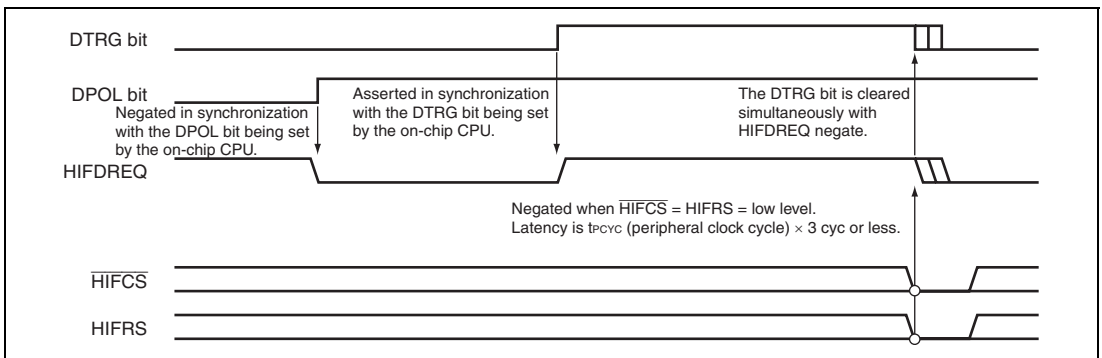 DTRG bit
DPOL bit
Negated in synchronization
with the DPOL bit being set
by the on-chip CPU.
Asserted in synchronization
with the DTRG bit being set
by the on-chip CPU.
The DTRG bit is cleared
simultaneously with
HIFDREQ negate.
HIFDREQ
Negated when HIFCS = HIFRS = low level.
Latency is tPCYC (peripheral clock cycle) × 3 cyc or less.
HIFCS
HIFRS